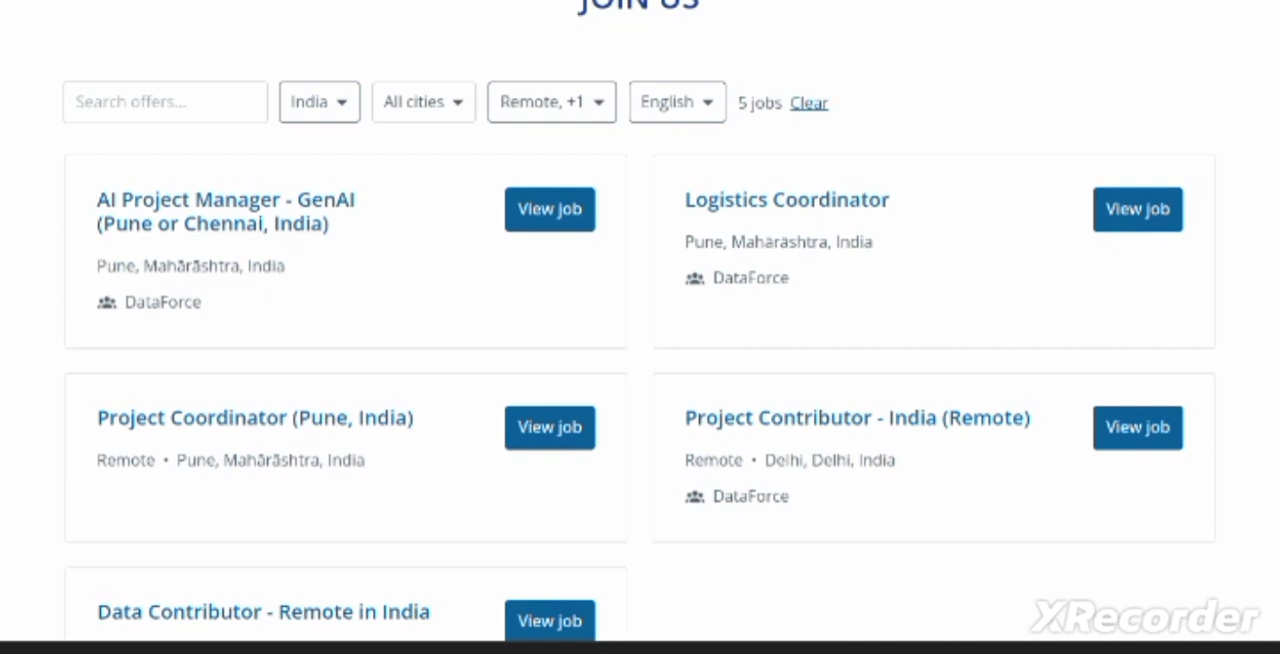 JOIN US
Search offers...
India
All cities
Remote, +1
English
5 jobs Clear
AI Project Manager - GenAI
(Pune or Chennai, India)
View job
Pune, Mahārāshtra, India
DataForce
Logistics Coordinator
View job
Pune, Mahārāshtra, India
DataForce
Project Coordinator (Pune, India)
View job
Remote • Pune, Mahārāshtra, India
Project Contributor - India (Remote)
View job
Remote • Delhi, Delhi, India
DataForce
Data Contributor - Remote in India
View job
XRecorder